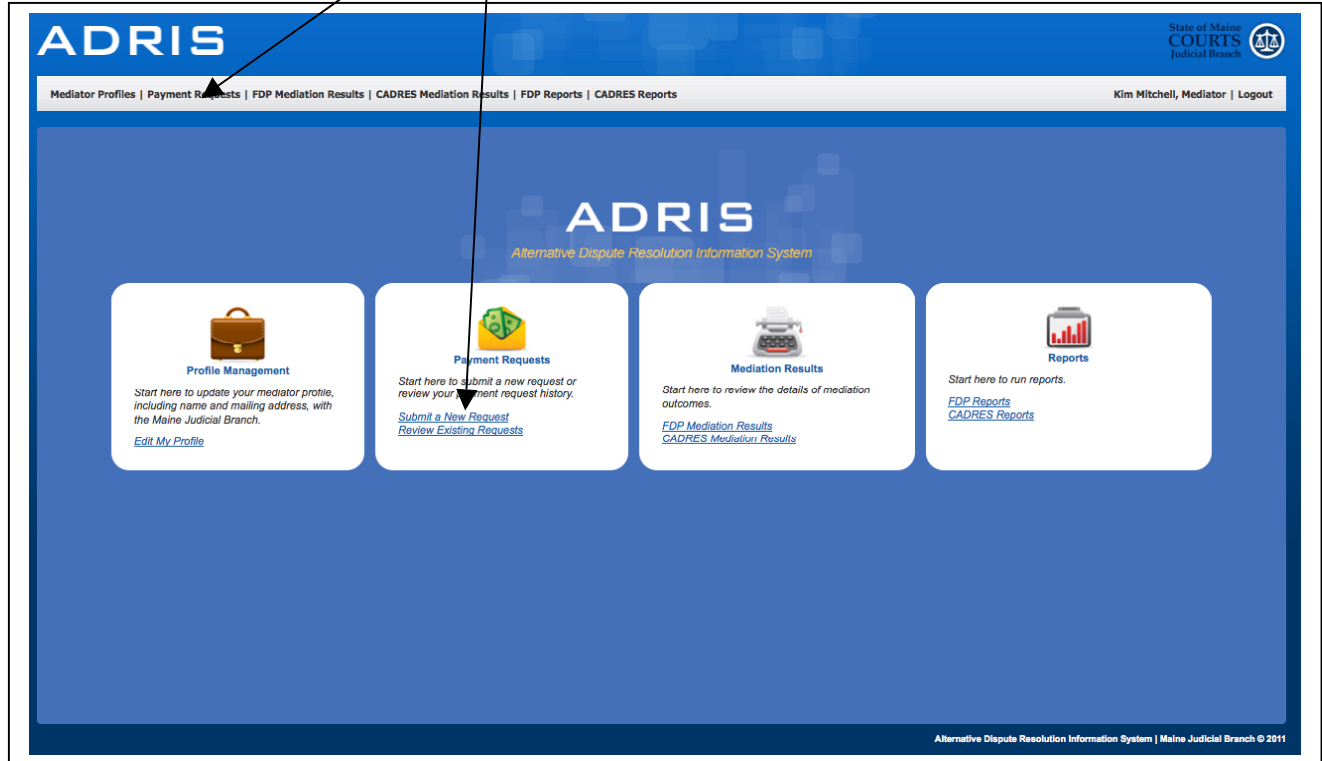 ADRIS
State of Maine
COURTS
Judicial Branch
Mediator Profiles | Payment Requests | FDP Mediation Results | CADRES Mediation Results | FDP Reports | CADRES Reports
Kim Mitchell, Mediator | Logout
ADRIS
Alternative Dispute Resolution Information System
Profile Management
Start here to update your mediator profile,
including name and mailing address, with
the Maine Judicial Branch.
Edit My Profile
Payment Requests
Start here to submit a new request or
review your payment request history.
Submit a New Request
Review Existing Requests
Mediation Results
Start here to review the details of mediation
outcomes.
FDP Mediation Results
CADRES Mediation Results
Reports
Start here to run reports.
FDP Reports
CADRES Reports
Alternative Dispute Resolution Information System | Maine Judicial Branch © 2011